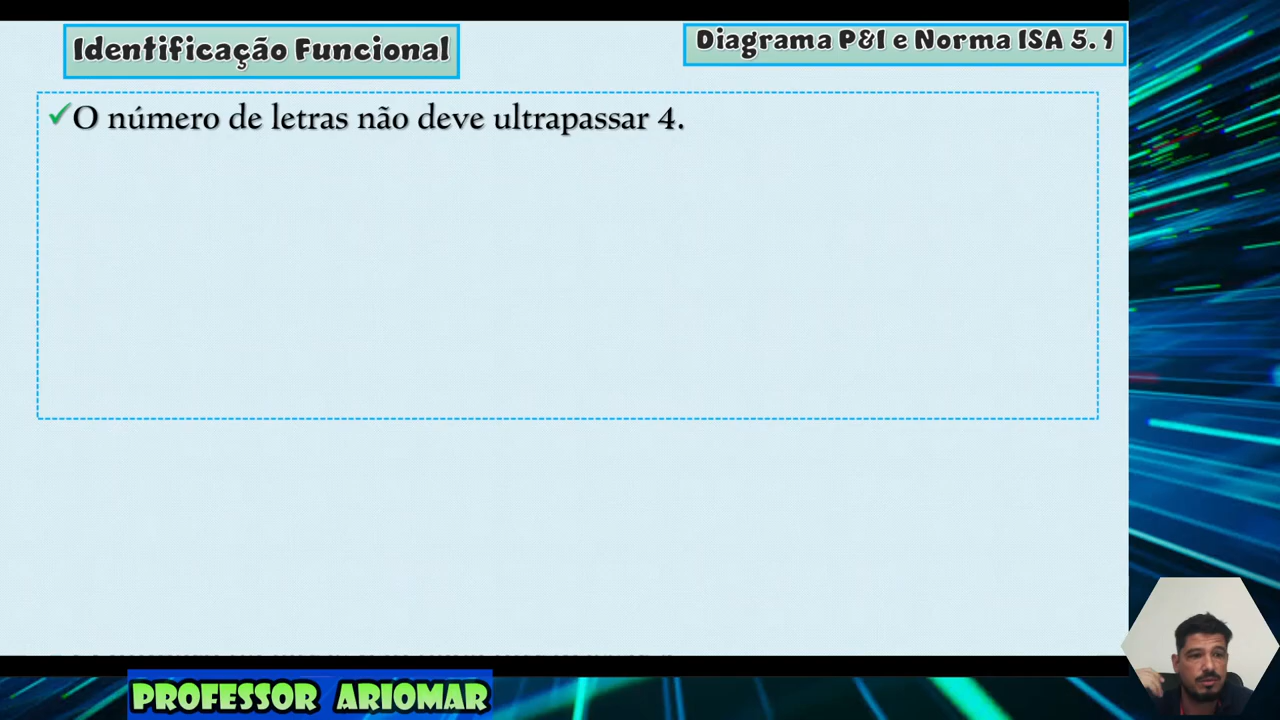 Identificação Funcional
Diagrama P&I e Norma ISA 5.1
✓O número de letras não deve ultrapassar 4.
PROFESSOR ARIOMAR